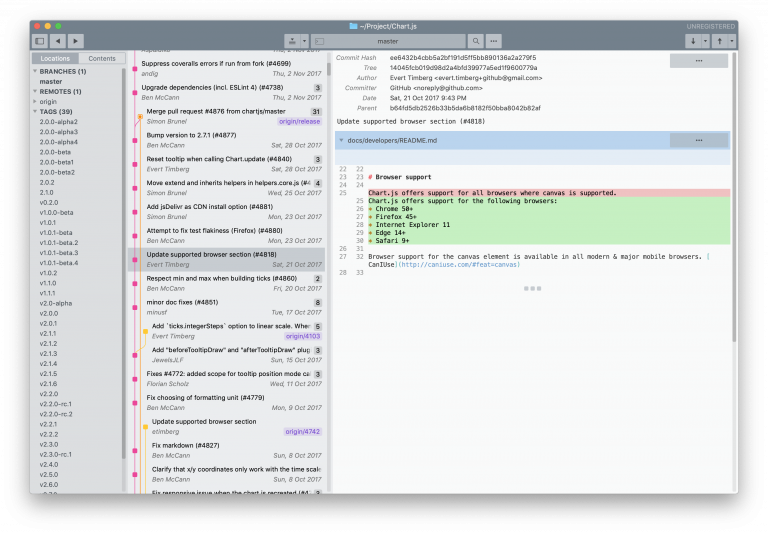 ~/Project/Chart.js
UNREGISTERED
master
Locations
Contents
BRANCHES (1)
master
REMOTES (1)
origin
TAGS (39)
2.0.0-alpha2
2.0.0-alpha3
2.0.0-alpha4
2.0.0-beta
2.0.0-beta1
2.0.0-beta2
2.0.2
2.1.0
v0.2.0
v1.0.0-beta
v1.0.1
v1.0.1-beta
v1.0.1-beta.2
v1.0.1-beta.3
v1.0.1-beta.4
v1.0.2
v1.1.0
v1.1.1
v2.0-alpha
v2.0.0
v2.0.1
v2.1.1
v2.1.2
v2.1.3
v2.1.4
v2.1.5
v2.1.6
v2.2.0
v2.2.0-rc.1
v2.2.0-rc.2
v2.2.1
v2.2.2
v2.3.0
v2.3.0-rc.1
v2.4.0
v2.5.0
v2.6.0
Thu, 2 Nov 2017
Suppress coveralls errors if run from fork (#4699)
andig Thu, 2 Nov 2017
Upgrade dependencies (incl. ESLint 4) (#4738) 3
Ben McCann Thu, 2 Nov 2017
Merge pull request #4876 from chartjs/master 31
Simon Brunel origin/release
Bump version to 2.7.1 (#4877)
Ben McCann Sat, 28 Oct 2017
Reset tooltip when calling Chart.update (#4840) 3
Evert Timberg Sat, 28 Oct 2017
Move extend and inherits helpers in helpers.core.js (#4 4
Simon Brunel Wed, 25 Oct 2017
Add jsDelivr as CDN install option (#4881)
Simon Brunel Mon, 23 Oct 2017
Attempt to fix test flakiness (Firefox) (#4880)
Ben McCann Mon, 23 Oct 2017
Update supported browser section (#4818)
Evert Timberg Sat, 21 Oct 2017
Respect min and max when building ticks (#4860) 2
Ben McCann Fri, 20 Oct 2017
minor doc fixes (#4851) 8
minusf Tue, 17 Oct 2017
Add `ticks.integerSteps` option to linear scale. Whe 5
Evert Timberg origin/4103
Add "beforeTooltipDraw" and "afterTooltipDraw" plug 3
JewelsJLF Sun, 15 Oct 2017
Fixes #4772: added scope for tooltip position mode ca 3
Florian Scholz Wed, 11 Oct 2017
Fix choosing of formatting unit (#4779)
Ben McCann Mon, 9 Oct 2017
Update supported browser section
etimberg origin/4742
Fix markdown (#4827)
Ben McCann Sun, 8 Oct 2017
Clarify that x/y coordinates only work with the time scale
Ben McCann Sun, 8 Oct 2017
Fix responsive issue when the chart is recreated (#4 3
Commit Hash ee6432b4cbb5a2bf191d5ff5bb890136a2a279f5
Tree 14045fcb019d98d2a4bfd39977a5ed1f9600779a
Author Evert Timberg <evert.timberg+github@gmail.com>
Committer GitHub <noreply@github.com>
Date Sat, 21 Oct 2017 9:43 PM
Parent b64fd5db2526b33b5da6b8182f50bba8042b82af
Update supported browser section (#4818)
docs/developers/README.md
22 22
23 23 # Browser support
24 24
25 Chart.js offers support for all browsers where canvas is supported.
25 Chart.js offers support for the following browsers:
26 * Chrome 50+
27 * Firefox 45+
28 * Internet Explorer 11
29 * Edge 14+
30 * Safari 9+
26 31
27 32 Browser support for the canvas element is available in all modern & major mobile browsers. [
CanIUse](http://caniuse.com/#feat=canvas)
28 33